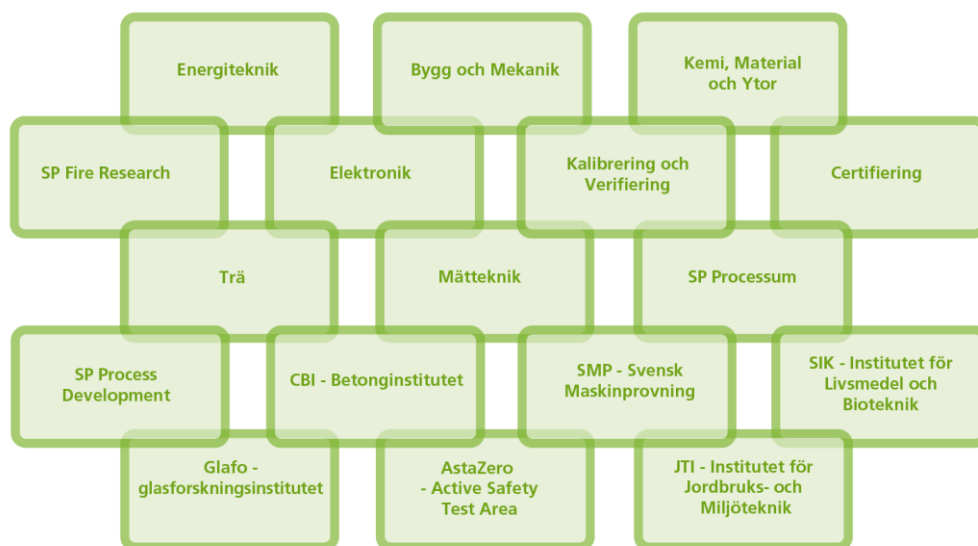 Energiteknik
Bygg och Mekanik
Kemi, Material
och Ytor
SP Fire Research
Elektronik
Kalibrering och
Verifiering
Certifiering
Trä
Mätteknik
SP Processum
SP Process
Development
CBI - Betonginstitutet
SMP - Svensk
Maskinprovning
SIK - Institutet för
Livsmedel och
Bioteknik
Glafo -
glasforskningsinstitutet
AstaZero
- Active Safety
Test Area
JTI - Institutet för
Jordbruks- och
Miljöteknik